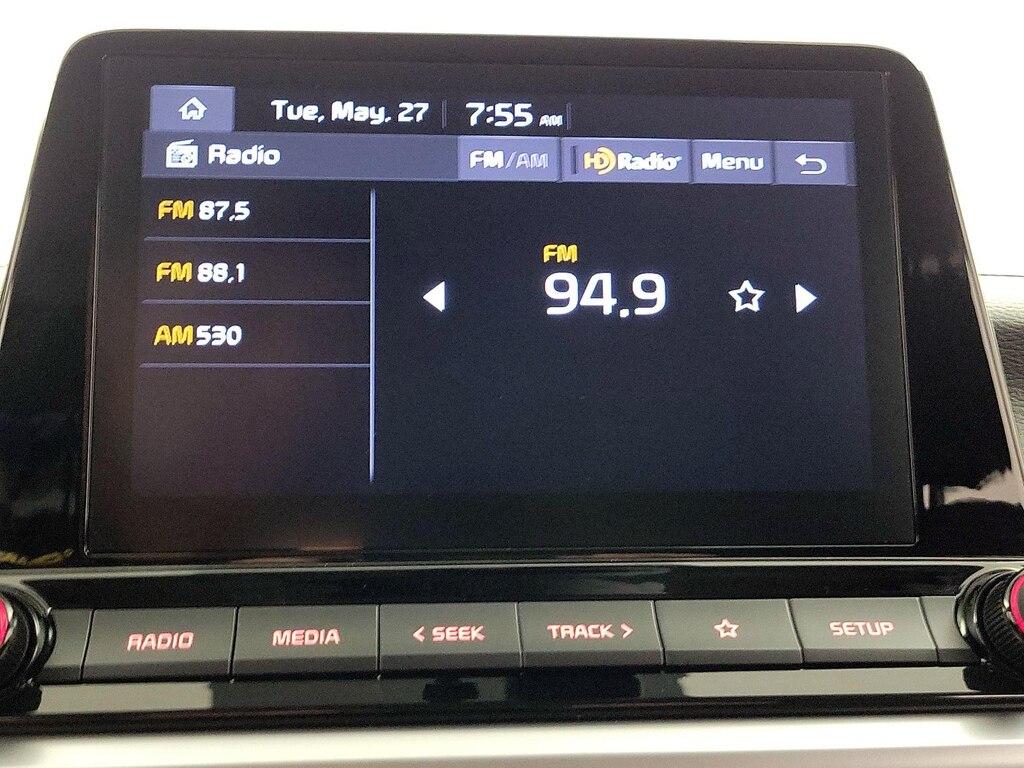 Tue, May, 27 7:55 AM
Radio FM/AM HD Radio Menu
FM 87.5
FM 88.1
AM 530
FM
94.9
RADIO MEDIA < SEEK TRACK > SETUP